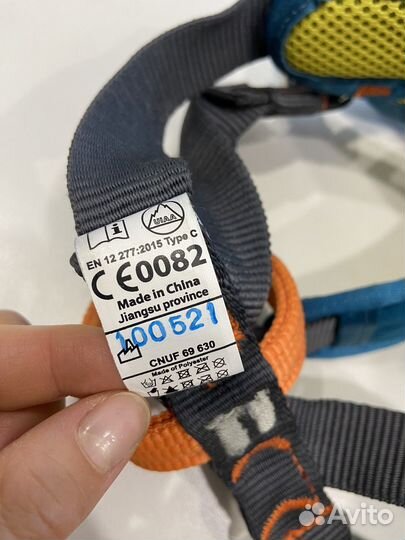 UIAA
EN 12 277:2015 Type C
CE0082
Made in China
Jiangsu province
100521
CNUF 69 630
Made of Polyester
Avito